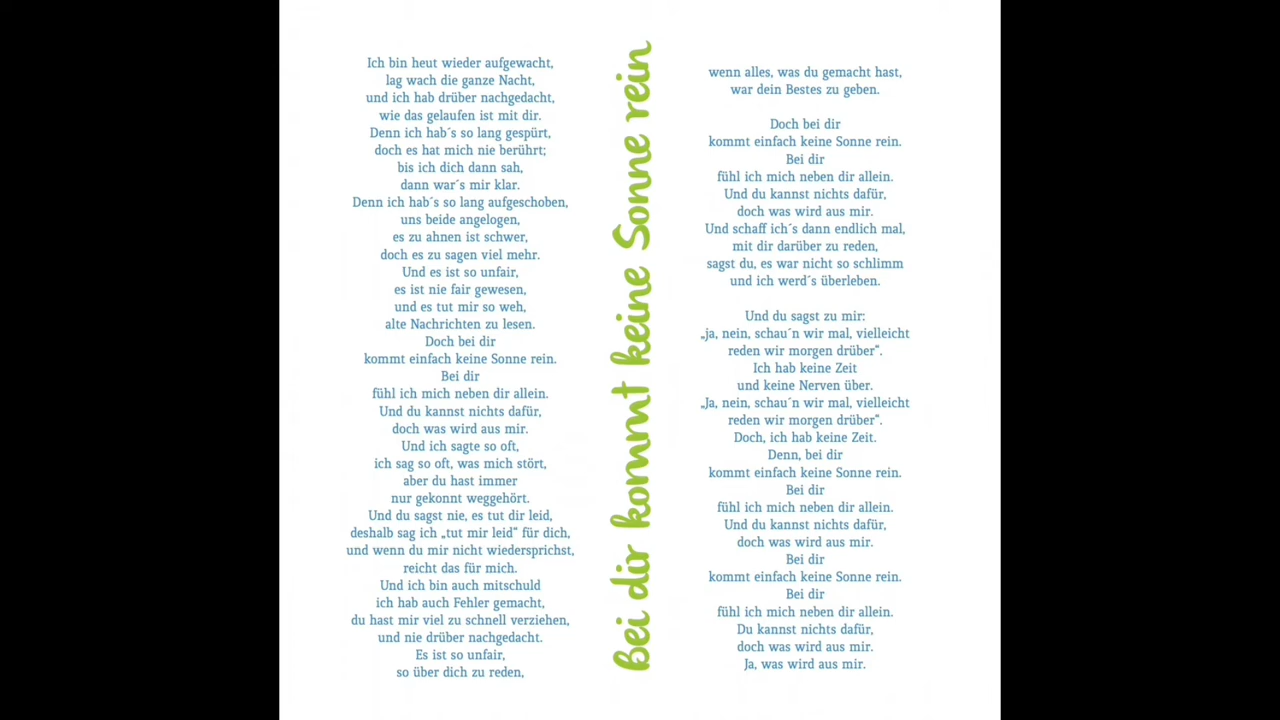 Ich bin heut wieder aufgewacht,
lag wach die ganze Nacht,
und ich hab drüber nachgedacht,
wie das gelaufen ist mit dir.
Denn ich hab´s so lang gespürt,
doch es hat mich nie berührt;
bis ich dich dann sah,
dann war´s mir klar.
Denn ich hab´s so lang aufgeschoben,
uns beide angelogen,
es zu ahnen ist schwer,
doch es zu sagen viel mehr.
Und es ist so unfair,
es ist nie fair gewesen,
und es tut mir so weh,
alte Nachrichten zu lesen.
Doch bei dir
kommt einfach keine Sonne rein.
Bei dir
fühl ich mich neben dir allein.
Und du kannst nichts dafür,
doch was wird aus mir.
Und ich sagte so oft,
ich sag so oft, was mich stört,
aber du hast immer
nur gekonnt weggehört.
Und du sagst nie, es tut dir leid,
deshalb sag ich „tut mir leid“ für dich,
und wenn du mir nicht wiedersprichst,
reicht das für mich.
Und ich bin auch mitschuld
ich hab auch Fehler gemacht,
du hast mir viel zu schnell verziehen,
und nie drüber nachgedacht.
Es ist so unfair,
so über dich zu reden,
bei dir kommt keine Sonne rein
wenn alles, was du gemacht hast,
war dein Bestes zu geben.
Doch bei dir
kommt einfach keine Sonne rein.
Bei dir
fühl ich mich neben dir allein.
Und du kannst nichts dafür,
doch was wird aus mir.
Und schaff ich´s dann endlich mal,
mit dir darüber zu reden,
sagst du, es war nicht so schlimm
und ich werd´s überleben.
Und du sagst zu mir:
„ja, nein, schau´n wir mal, vielleicht
reden wir morgen drüber“.
Ich hab keine Zeit
und keine Nerven über.
„Ja, nein, schau´n wir mal, vielleicht
reden wir morgen drüber“.
Doch, ich hab keine Zeit.
Denn, bei dir
kommt einfach keine Sonne rein.
Bei dir
fühl ich mich neben dir allein.
Und du kannst nichts dafür,
doch was wird aus mir.
Bei dir
kommt einfach keine Sonne rein.
Bei dir
fühl ich mich neben dir allein.
Du kannst nichts dafür,
doch was wird aus mir.
Ja, was wird aus mir.